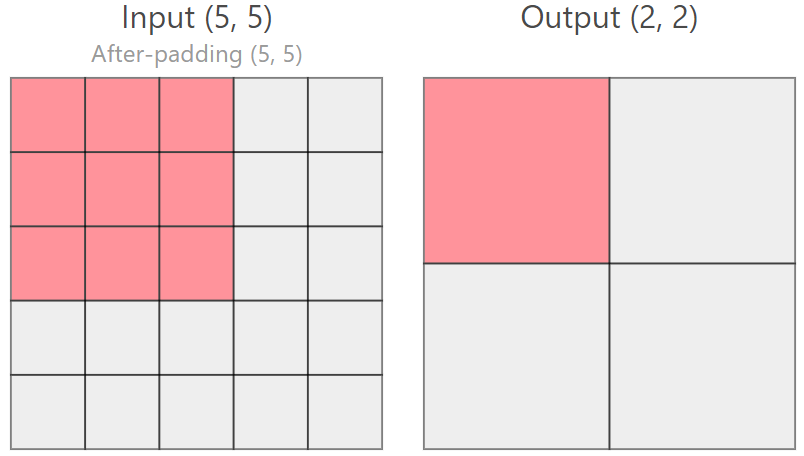 Input (5, 5)
After-padding (5, 5)
Output (2, 2)